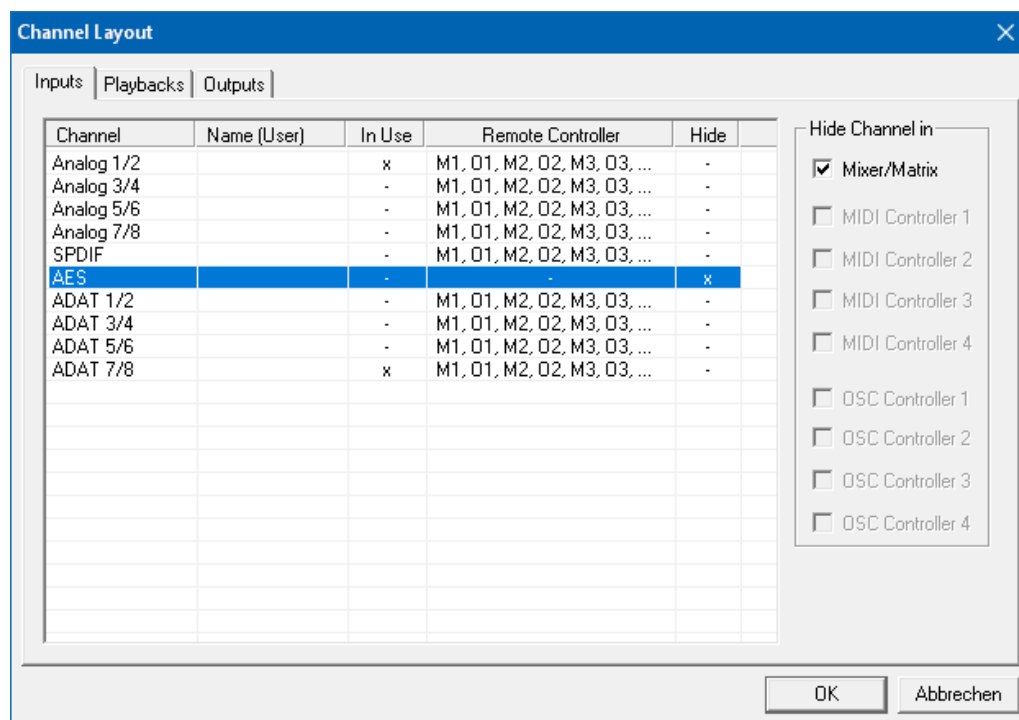 Channel Layout
Inputs Playbacks Outputs
Channel Name (User) In Use Remote Controller Hide
Analog 1/2 x M1, O1, M2, O2, M3, O3, ... -
Analog 3/4 - M1, O1, M2, O2, M3, O3, ... -
Analog 5/6 - M1, O1, M2, O2, M3, O3, ... -
Analog 7/8 - M1, O1, M2, O2, M3, O3, ... -
SPDIF - M1, O1, M2, O2, M3, O3, ... -
AES - - x
ADAT 1/2 - M1, O1, M2, O2, M3, O3, ... -
ADAT 3/4 - M1, O1, M2, O2, M3, O3, ... -
ADAT 5/6 - M1, O1, M2, O2, M3, O3, ... -
ADAT 7/8 x M1, O1, M2, O2, M3, O3, ... -
Hide Channel in
Mixer/Matrix
MIDI Controller 1
MIDI Controller 2
MIDI Controller 3
MIDI Controller 4
OSC Controller 1
OSC Controller 2
OSC Controller 3
OSC Controller 4
OK Abbrechen